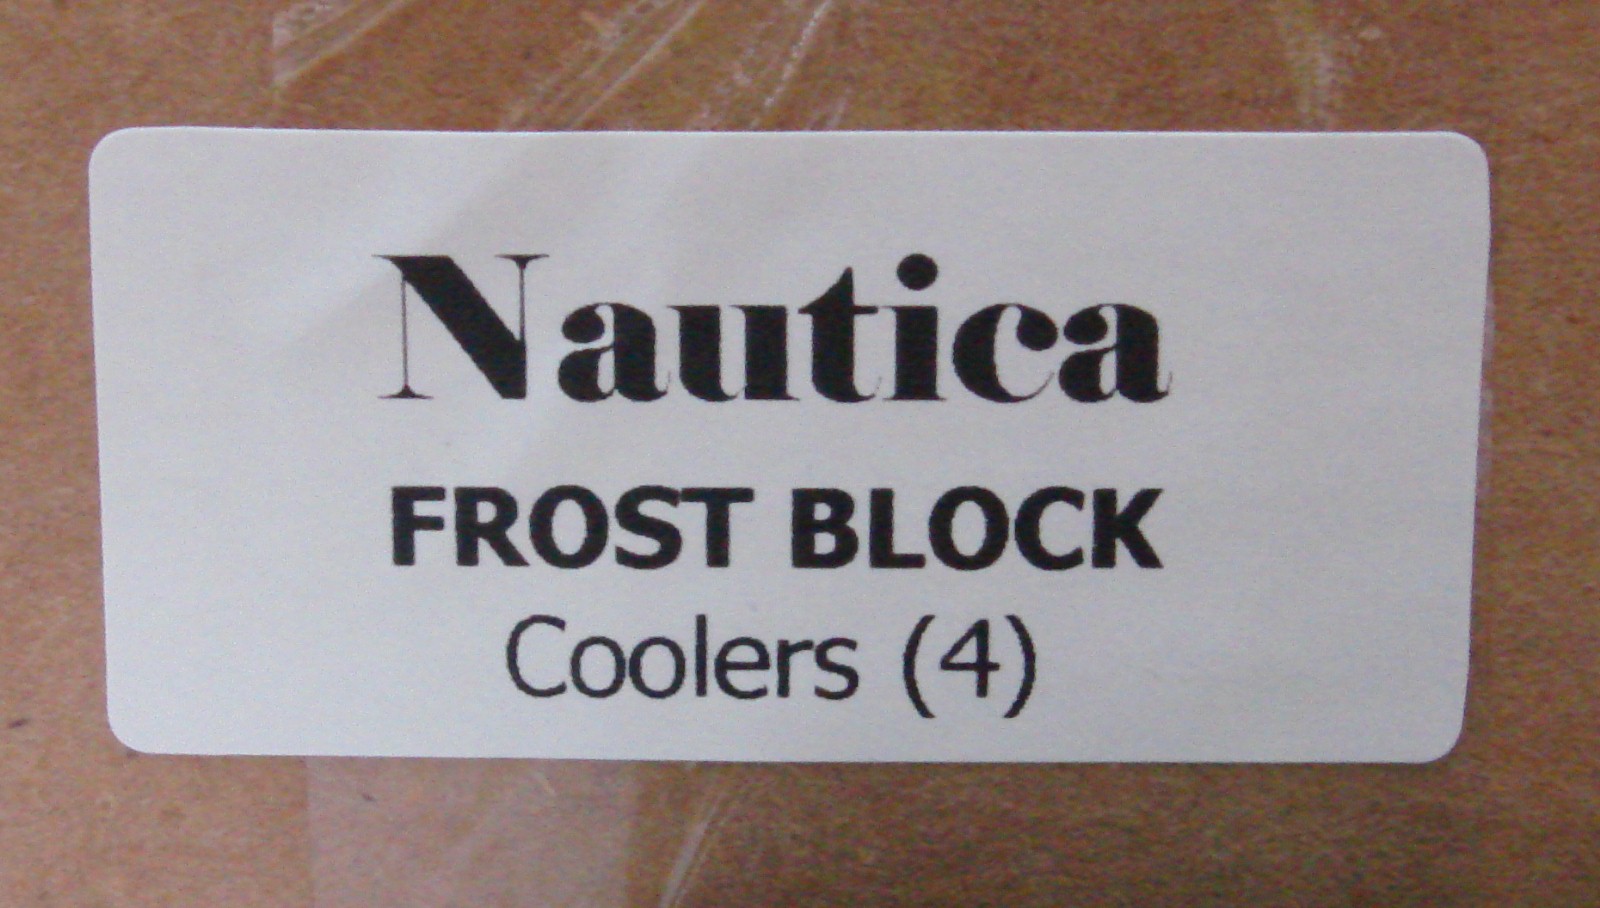 Nautica
FROST BLOCK
Coolers (4)